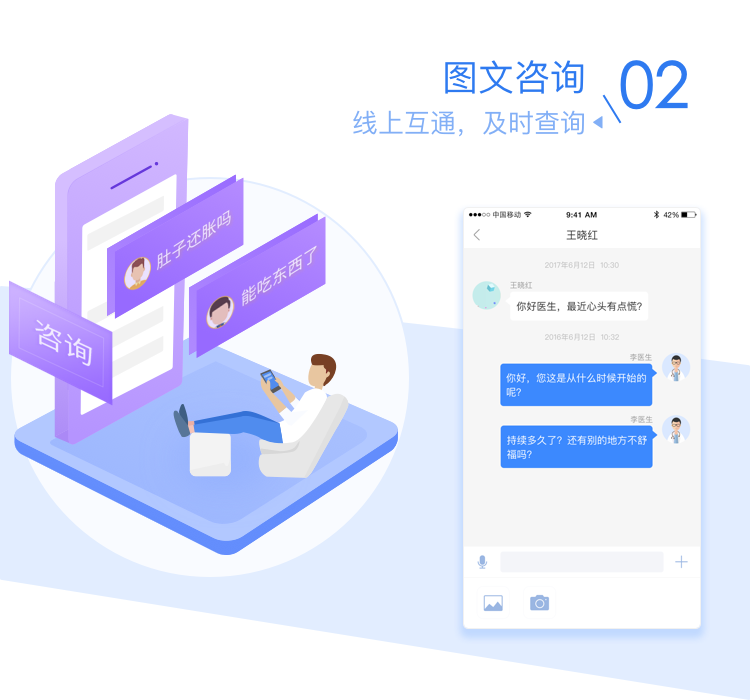 图文咨询
02
线上互通，及时查询
肚子还胀吗
能吃东西了
咨询
中国移动
9:41 AM
42%
王晓红
2017年6月12日 10:30
王晓红
你好医生，最近心头有点慌?
2016年6月12日 10:32
李医生
你好，您这是从什么时候开始的
呢?
李医生
持续多久了？还有别的地方不舒
福吗?